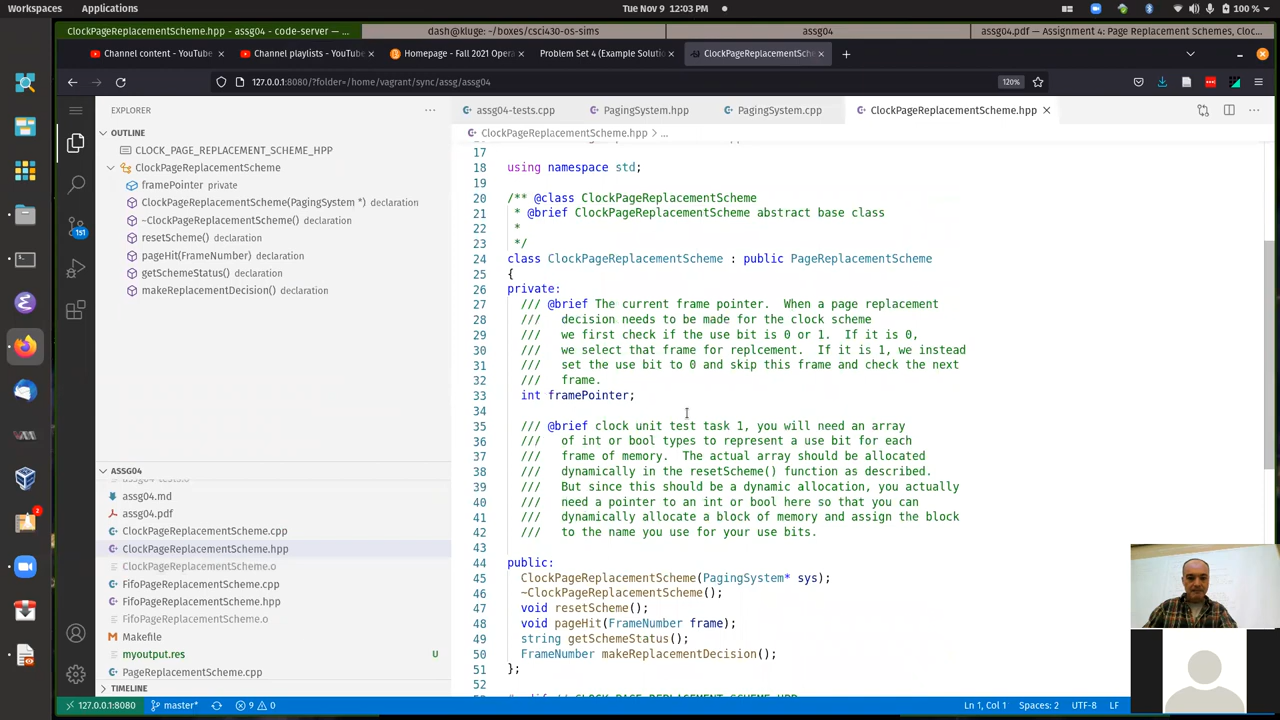 Workspaces Applications Tue Nov 9 12:03 PM 100 %
ClockPageReplacementScheme.hpp - assg04 - code-server — ... dash@kluge: ~/boxes/csci430-os-sims assg04 assg04.pdf — Assignment 4: Page Replacement Schemes, Cloc...
Channel content - YouTube Channel playlists - YouTube Homepage - Fall 2021 Opera Problem Set 4 (Example Soluti ClockPageReplacementSchem
127.0.0.1:8080/?folder=/home/vagrant/sync/assg/assg04 120%
EXPLORER
assg04-tests.cpp PagingSystem.hpp PagingSystem.cpp ClockPageReplacementScheme.hpp
OUTLINE
ClockPageReplacementScheme.hpp > ...
CLOCK_PAGE_REPLACEMENT_SCHEME_HPP
ClockPageReplacementScheme
framePointer private
ClockPageReplacementScheme(PagingSystem *) declaration
~ClockPageReplacementScheme() declaration
resetScheme() declaration
pageHit(FrameNumber) declaration
getSchemeStatus() declaration
makeReplacementDecision() declaration
151
ASSG04
assg04-tests.o
assg04.md
assg04.pdf
ClockPageReplacementScheme.cpp
ClockPageReplacementScheme.hpp
ClockPageReplacementScheme.o
FifoPageReplacementScheme.cpp
FifoPageReplacementScheme.hpp
FifoPageReplacementScheme.o
Makefile
myoutput.res U
PageReplacementScheme.cpp
TIMELINE
2
17
18 using namespace std;
19
20 /** @class ClockPageReplacementScheme
21 * @brief ClockPageReplacementScheme abstract base class
22 *
23 */
24 class ClockPageReplacementScheme : public PageReplacementScheme
25 {
26 private:
27 /// @brief The current frame pointer. When a page replacement
28 /// decision needs to be made for the clock scheme
29 /// we first check if the use bit is 0 or 1. If it is 0,
30 /// we select that frame for replcement. If it is 1, we instead
31 /// set the use bit to 0 and skip this frame and check the next
32 /// frame.
33 int framePointer;
34
35 /// @brief clock unit test task 1, you will need an array
36 /// of int or bool types to represent a use bit for each
37 /// frame of memory. The actual array should be allocated
38 /// dynamically in the resetScheme() function as described.
39 /// But since this should be a dynamic allocation, you actually
40 /// need a pointer to an int or bool here so that you can
41 /// dynamically allocate a block of memory and assign the block
42 /// to the name you use for your use bits.
43
44 public:
45 ClockPageReplacementScheme(PagingSystem* sys);
46 ~ClockPageReplacementScheme();
47 void resetScheme();
48 void pageHit(FrameNumber frame);
49 string getSchemeStatus();
50 FrameNumber makeReplacementDecision();
51 };
52
127.0.0.1:8080 master* 9 0 Ln 1, Col 1 Spaces: 2 UTF-8 LF